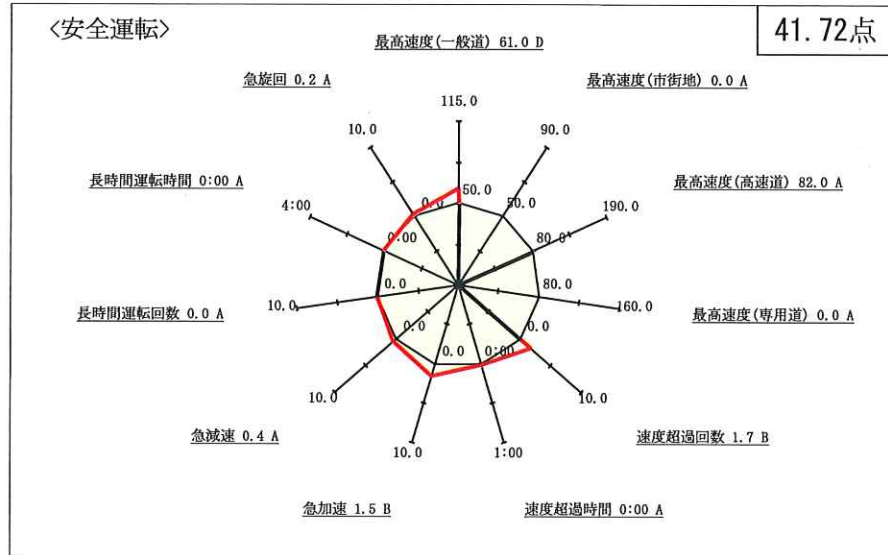 <安全運転>
41.72点
最高速度(一般道) 61.0 D
急旋回 0.2 A
最高速度(市街地) 0.0 A
115.0
10.0
90.0
長時間運転時間 0:00 A
最高速度(高速道) 82.0 A
4:00
0.0
50.0
50.0
190.0
0:00
80.0
長時間運転回数 0.0 A
10.0
0.0
80.0
160.0
最高速度(専用道) 0.0 A
0.0
0.0
0.0
0:00
10.0
10.0
急減速 0.4 A
10.0
1:00
速度超過回数 1.7 B
急加速 1.5 B
速度超過時間 0:00 A